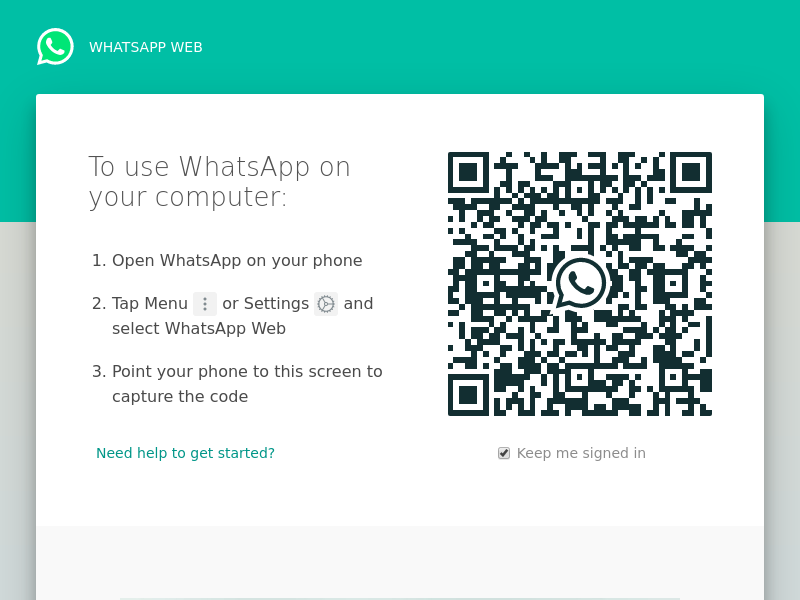 WHATSAPP WEB
To use WhatsApp on
your computer:
1. Open WhatsApp on your phone
2. Tap Menu or Settings and
select WhatsApp Web
3. Point your phone to this screen to
capture the code
Need help to get started?
Keep me signed in